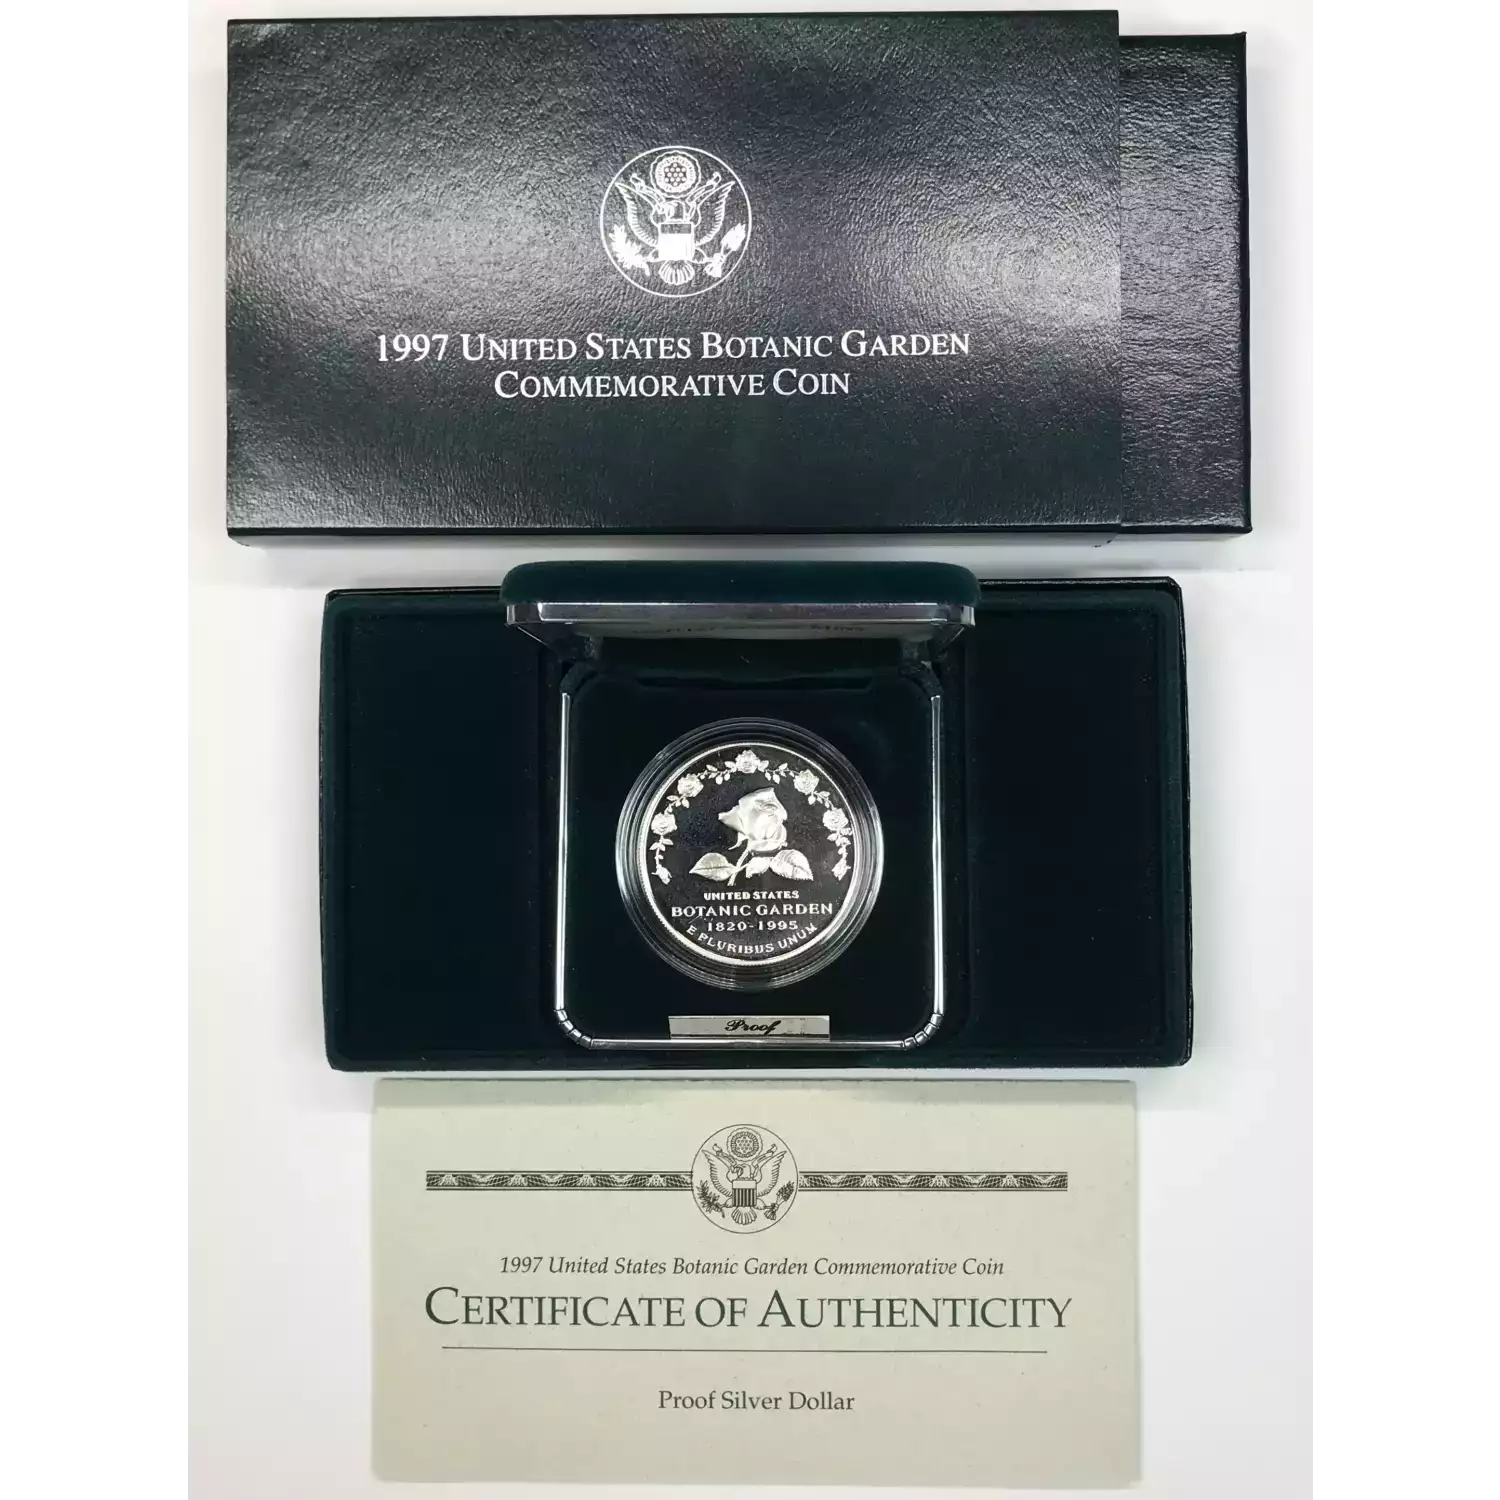 1997 UNITED STATES BOTANIC GARDEN
COMMEMORATIVE COIN
UNITED STATES
BOTANIC GARDEN
1820-1995
E PLURIBUS UNUM
Proof
1997 United States Botanic Garden Commemorative Coin
CERTIFICATE OF AUTHENTICITY
Proof Silver Dollar